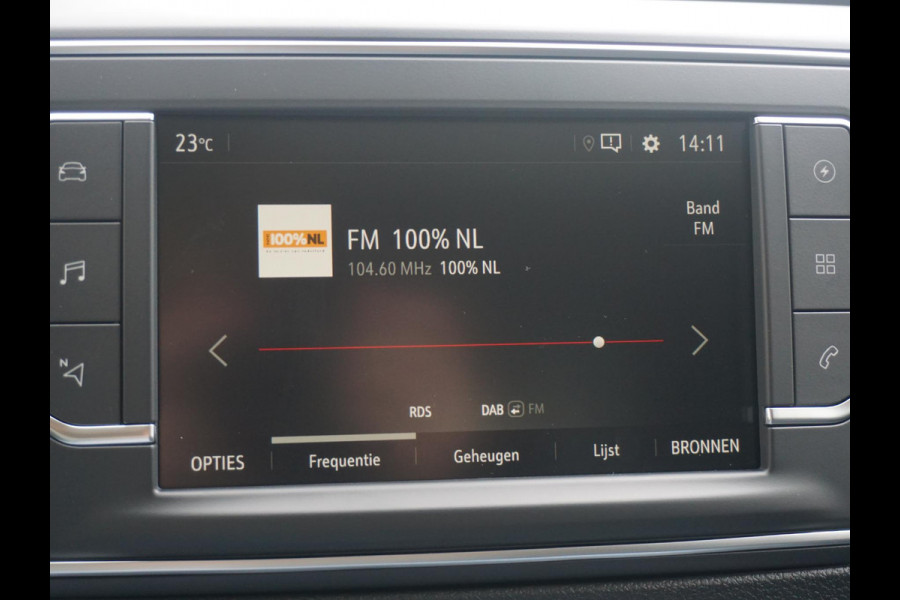 23°C
14:11
Band
FM
100%NL
FM 100% NL
104.60 MHz 100% NL
N
RDS
DAB FM
OPTIES Frequentie Geheugen Lijst BRONNEN